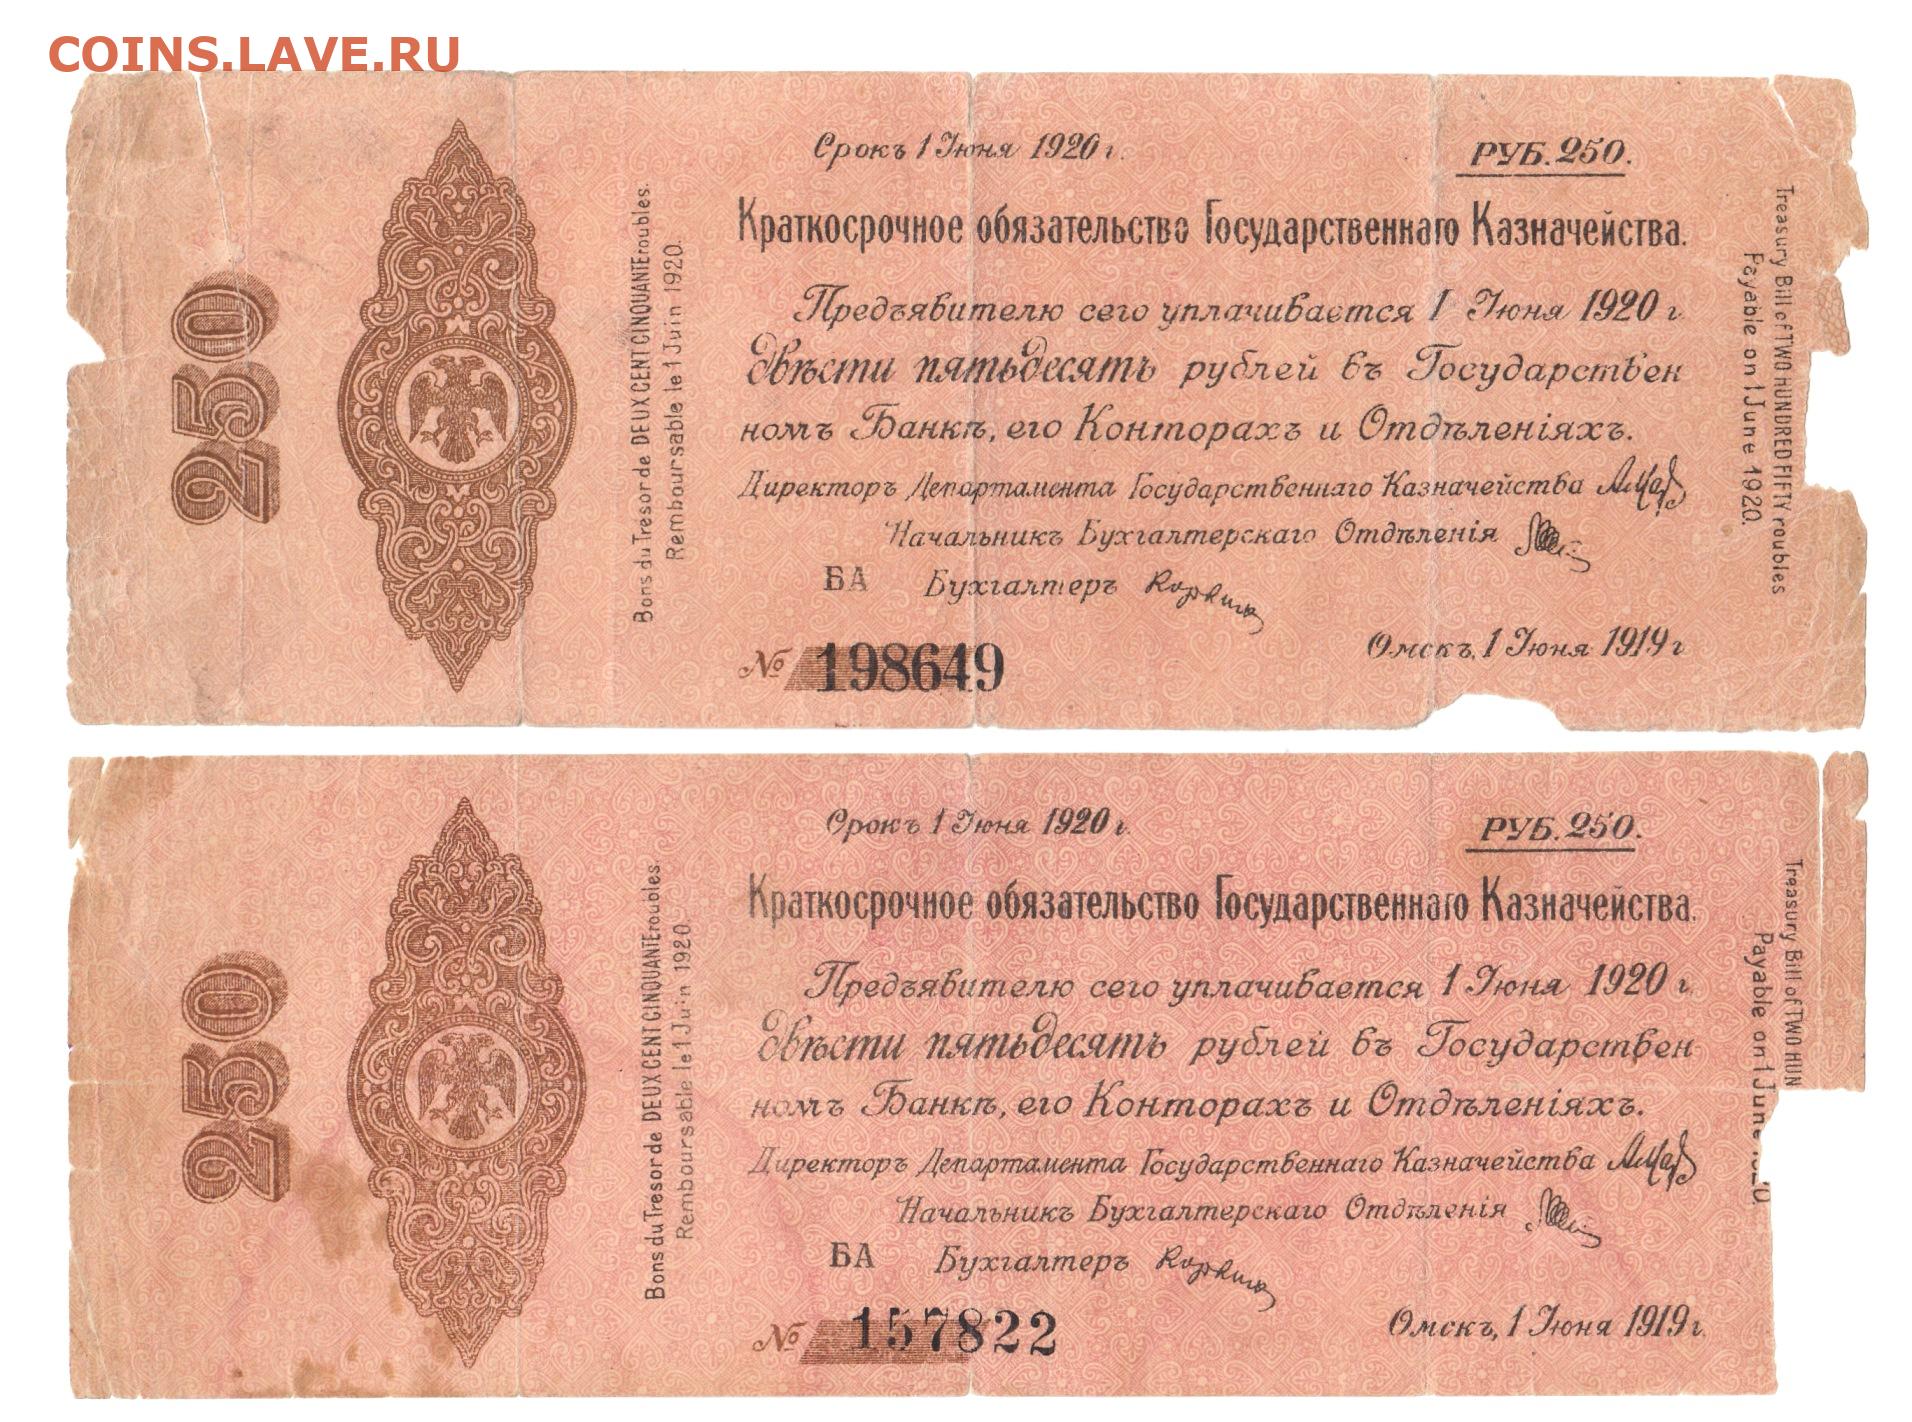 COINS.LAVE.RU
250
Bons du Tresor de DEUX CENT CINQUANTE roubles.
Remboursable le 1 Juin 1920.
Срокъ 1 Іюня 1920 г.
РУБ. 250.
Краткосрочное обязательство Государственнаго Казначейства.
Предъявителю сего уплачивается 1 Іюня 1920 г.
двѣсти пятьдесятъ рублей въ Государствен
номъ Банкѣ, его Конторахъ и Отдѣленіяхъ.
Директоръ Департамента Государственнаго Казначейства
Начальникъ Бухгалтерскаго Отдѣленія
БА Бухгалтеръ
№ 198649
Омскъ, 1 Іюня 1919 г
Treasury Bill of TWO HUNDRED FIFTY roubles
Payable on 1 June 1920.
250
Bons du Tresor de DEUX CENT CINQUANTE roubles.
Remboursable le 1 Juin 1920.
Срокъ 1 Іюня 1920 г.
РУБ. 250.
Краткосрочное обязательство Государственнаго Казначейства.
Предъявителю сего уплачивается 1 Іюня 1920 г.
двѣсти пятьдесятъ рублей въ Государствен
номъ Банкѣ, его Конторахъ и Отдѣленіяхъ.
Директоръ Департамента Государственнаго Казначейства
Начальникъ Бухгалтерскаго Отдѣленія
БА Бухгалтеръ
№ 157822
Омскъ, 1 Іюня 1919 г.
Treasury Bill of TWO HUN
Payable on 1 June